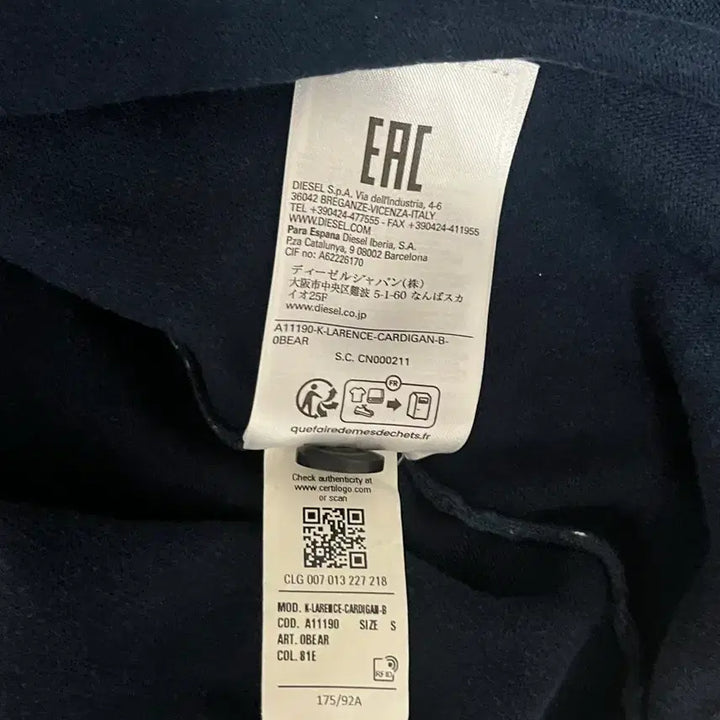 EAC
DIESEL S.p.A. Via dell'Industria, 4-6
36042 BREGANZE-VICENZA-ITALY
TEL +390424-477555 - FAX +390424-411955
WWW.DIESEL.COM
Para Espana Diesel Iberia, S.A.
P.za Catalunya, 9 08002 Barcelona
CIF no: A62226170
ディーゼルジャパン(株)
大阪市中央区難波 5-1-60 なんばスカ
イオ25F
www.diesel.co.jp
A11190-K-LARENCE-CARDIGAN-B-
0BEAR
S.C. CN000211
FR
quefairedemesdechets.fr
Check authenticity at
www.certilogo.com
or scan
CLG 007 013 227 218
MOD. K-LARENCE-CARDIGAN-B
COD. A11190 SIZE S
ART. 0BEAR
COL. 81E
RFID
175/92A